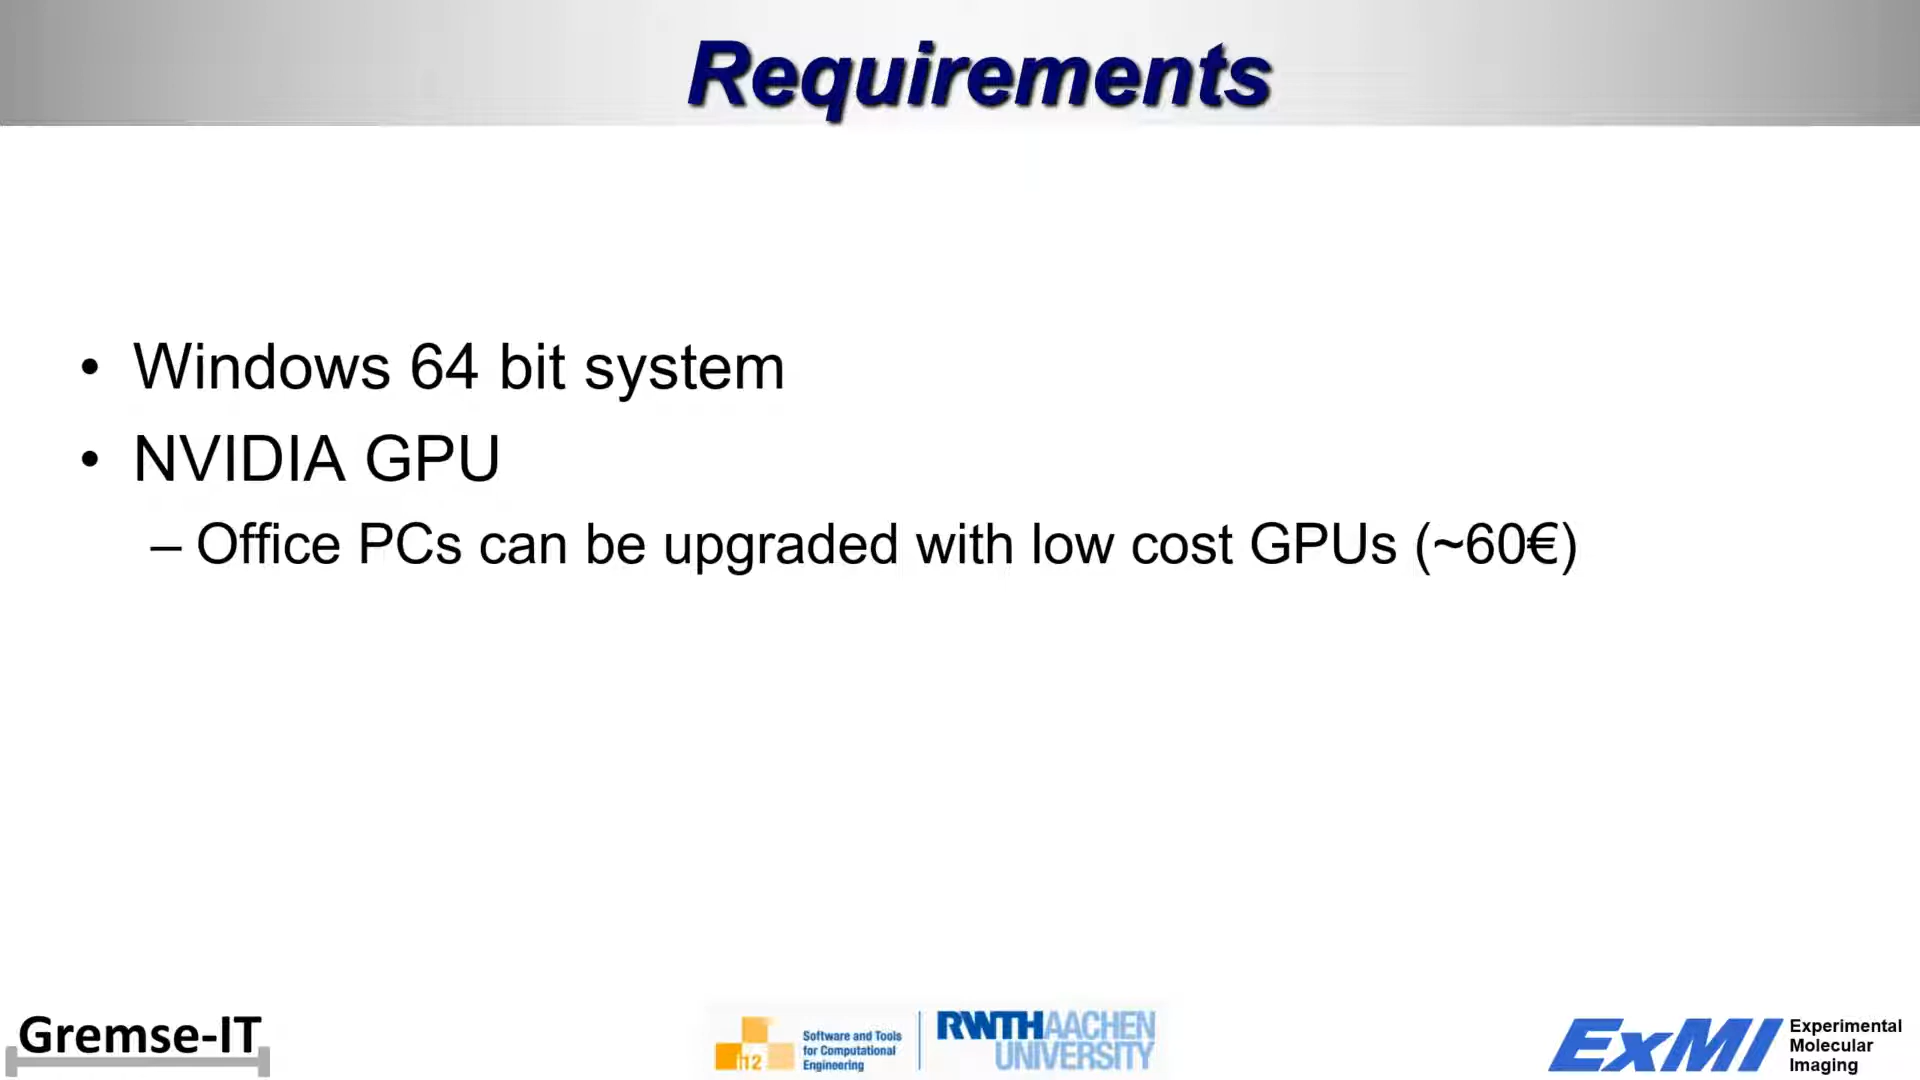 Requirements
• Windows 64 bit system
• NVIDIA GPU
– Office PCs can be upgraded with low cost GPUs (~60€)
Gremse-IT
i12
Software and Tools
for Computational
Engineering
RWTHAACHEN
UNIVERSITY
ExMI
Experimental
Molecular
Imaging